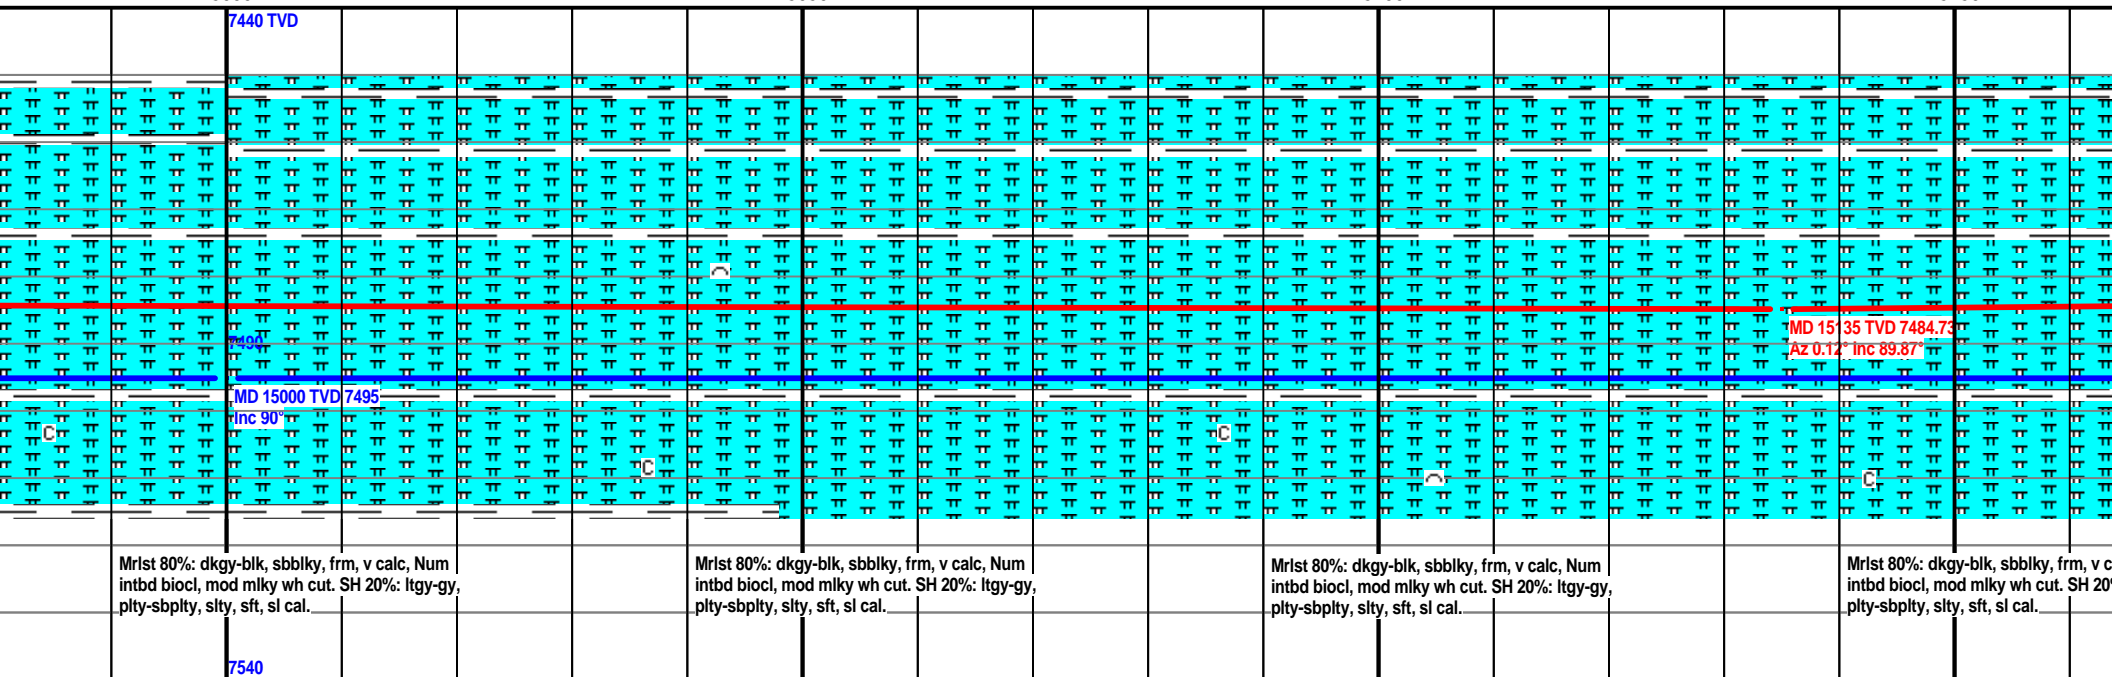 7440 TVD
7490
MD 15135 TVD 7484.73
Az 0.12° Inc 89.87°
MD 15000 TVD 7495
Inc 90°
C
C
C
C
Mrlst 80%: dkgy-blk, sbblky, frm, v calc, Num
intbd biocl, mod mlky wh cut. SH 20%: ltgy-gy,
plty-sbplty, slty, sft, sl cal.
Mrlst 80%: dkgy-blk, sbblky, frm, v calc, Num
intbd biocl, mod mlky wh cut. SH 20%: ltgy-gy,
plty-sbplty, slty, sft, sl cal.
Mrlst 80%: dkgy-blk, sbblky, frm, v calc, Num
intbd biocl, mod mlky wh cut. SH 20%: ltgy-gy,
plty-sbplty, slty, sft, sl cal.
Mrlst 80%: dkgy-blk, sbblky, frm, v c
intbd biocl, mod mlky wh cut. SH 20
plty-sbplty, slty, sft, sl cal.
7540